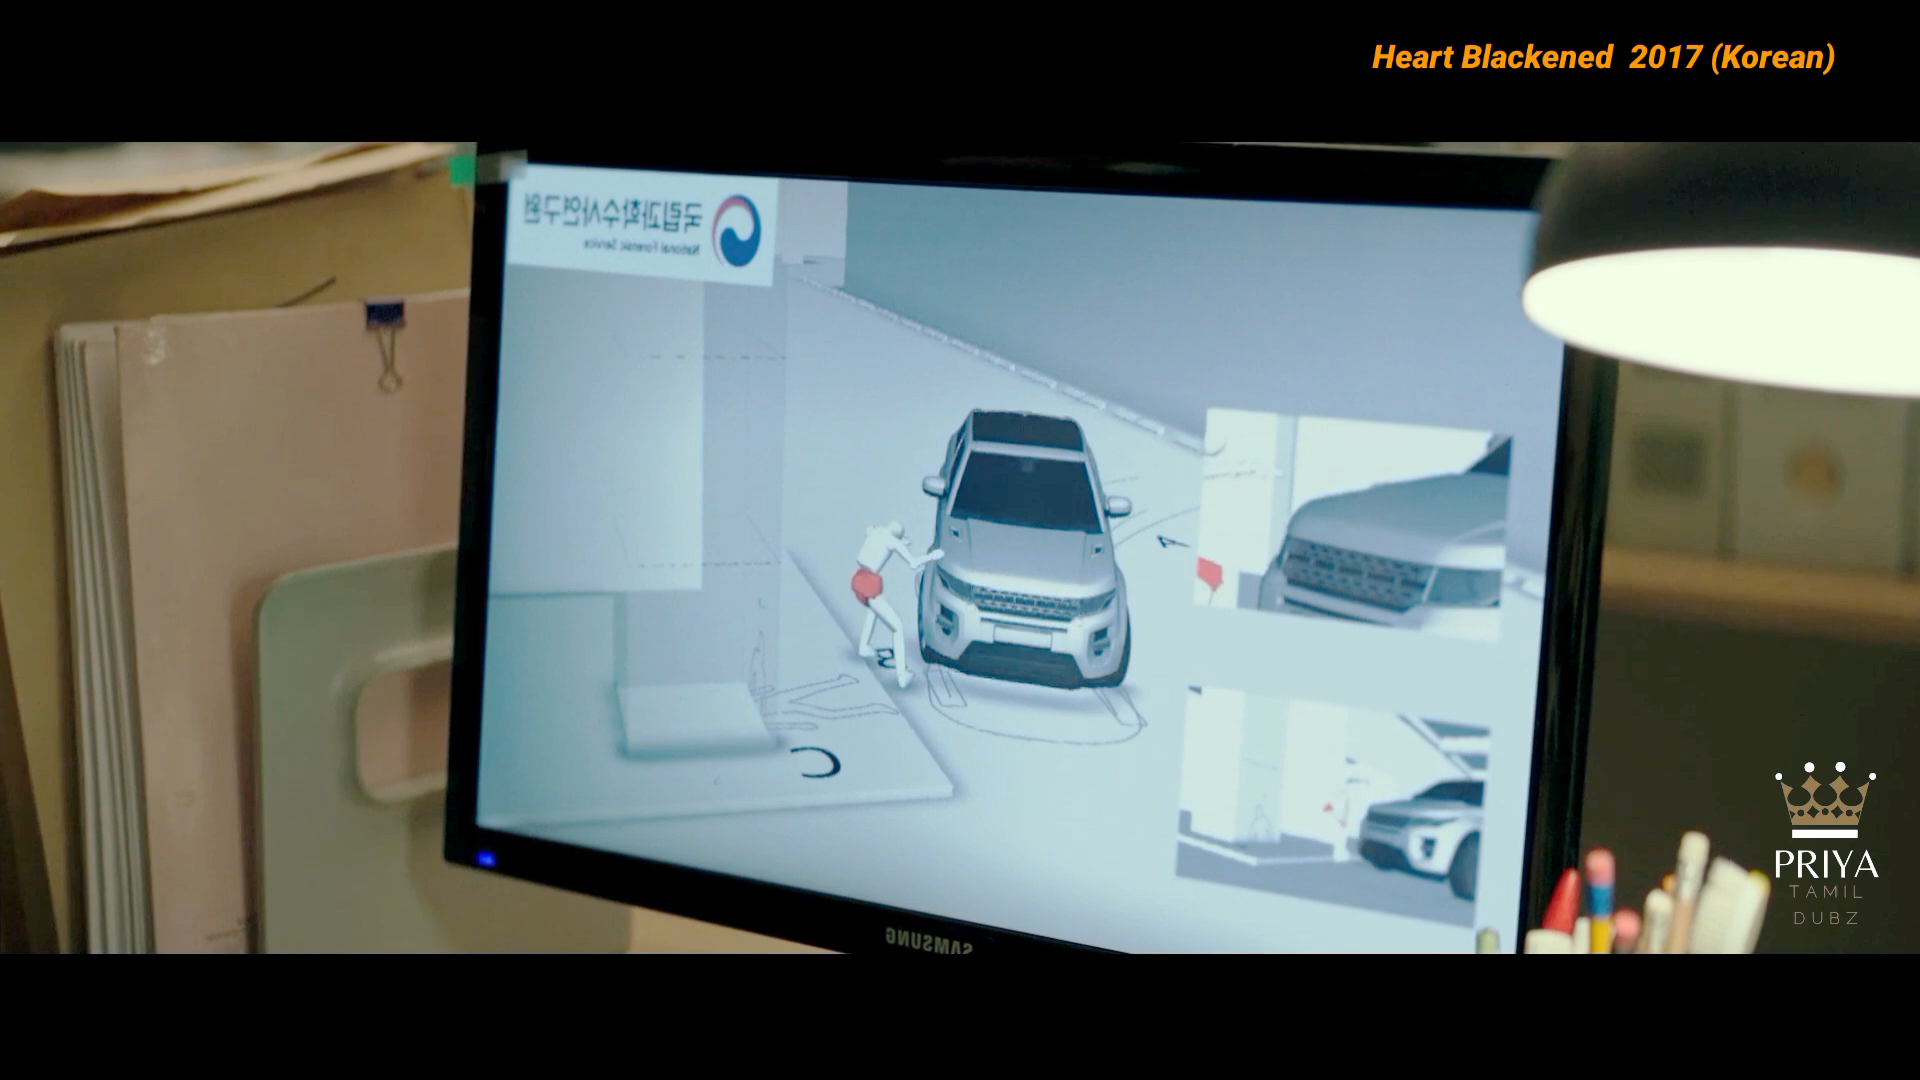 Heart Blackened 2017 (Korean)
국립과학수사연구원
National Forensic Service
A
B
C
SAMSUNG
PRIYA
TAMIL
DUBZ